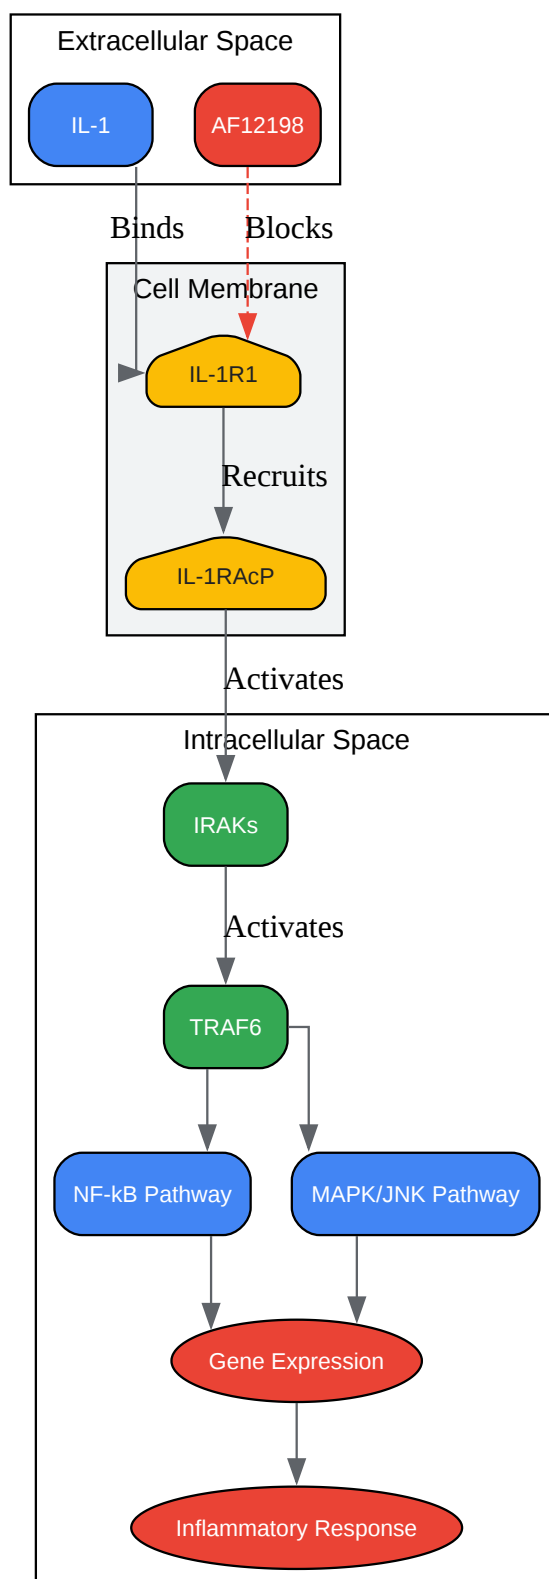 Extracellular Space
IL-1
AF12198
Binds
Blocks
Cell Membrane
IL-1R1
Recruits
IL-1RAcP
Activates
Intracellular Space
IRAKs
Activates
TRAF6
NF-kB Pathway
MAPK/JNK Pathway
Gene Expression
Inflammatory Response